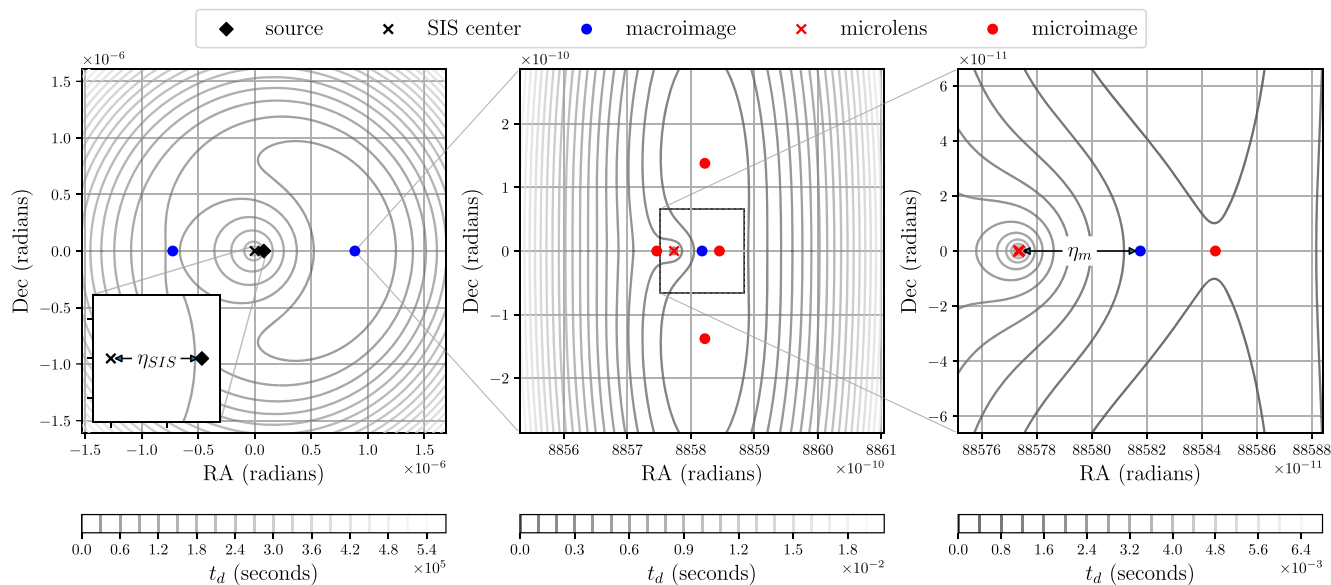 source SIS center macroimage microlens microimage
×10⁻⁶ ×10⁻¹⁰ ×10⁻¹¹
Dec (radians)
1.5
1.0
0.5
0.0
−0.5
−1.0
−1.5
η_SIS
−1.5 −1.0 −0.5 0.0 0.5 1.0 1.5
×10⁻⁶
RA (radians)
Dec (radians)
2
1
0
−1
−2
8856 8857 8858 8859 8860 8861
×10⁻¹⁰
RA (radians)
Dec (radians)
6
4
2
0
−2
−4
−6
η_m
88576 88578 88580 88582 88584 88586 88588
×10⁻¹¹
RA (radians)
0.0 0.6 1.2 1.8 2.4 3.0 3.6 4.2 4.8 5.4
×10⁵
t_d (seconds)
0.0 0.3 0.6 0.9 1.2 1.5 1.8
×10⁻²
t_d (seconds)
0.0 0.8 1.6 2.4 3.2 4.0 4.8 5.6 6.4
×10⁻³
t_d (seconds)